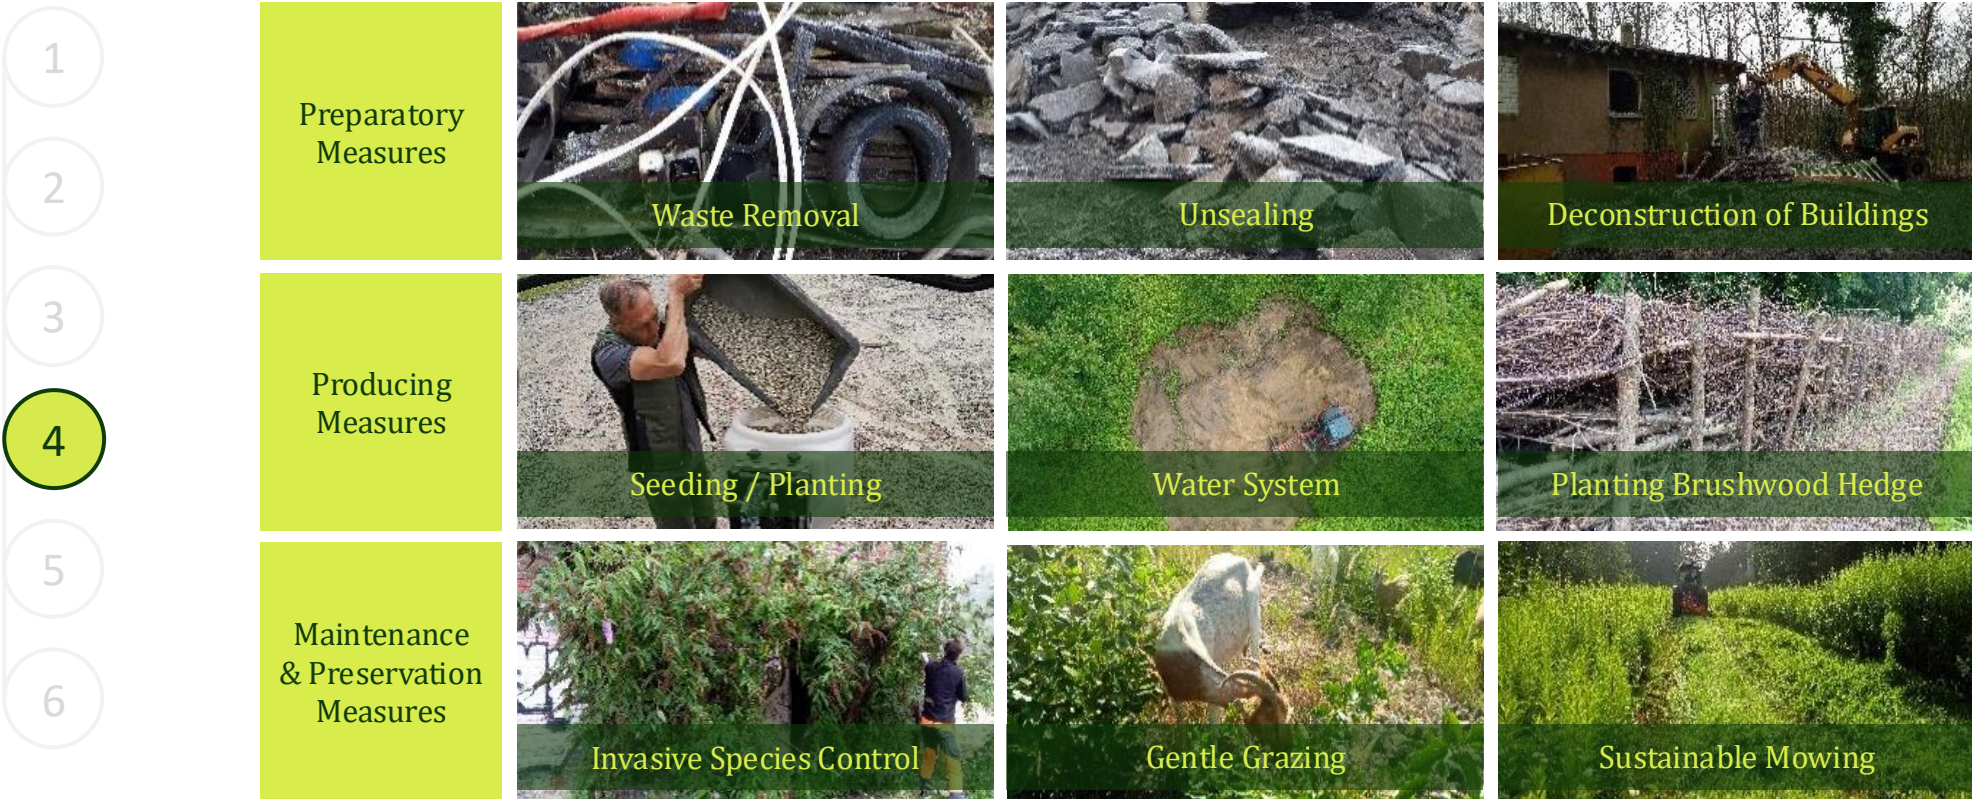 1
2
3
4
5
6
Preparatory
Measures
Waste Removal
Unsealing
Deconstruction of Buildings
Producing
Measures
Seeding / Planting
Water System
Planting Brushwood Hedge
Maintenance
& Preservation
Measures
Invasive Species Control
Gentle Grazing
Sustainable Mowing